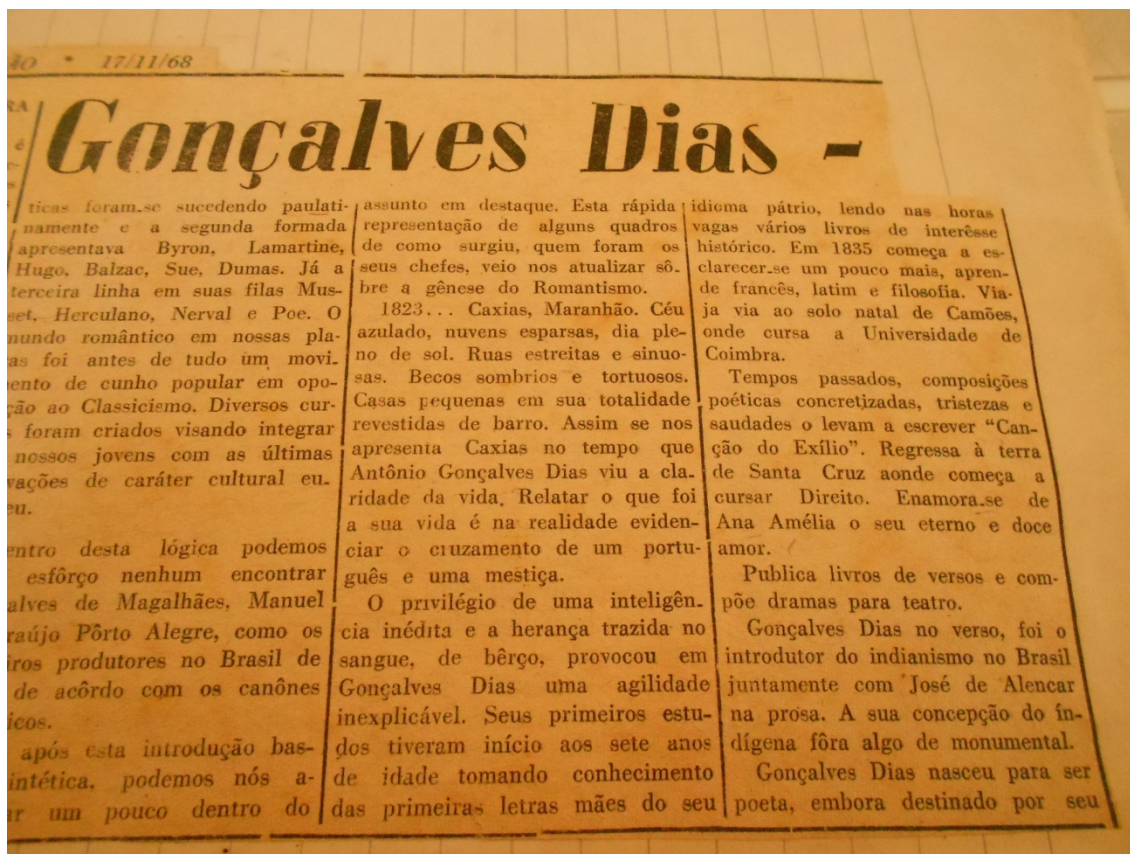 ÃO * 17/11/68
RA
é
Gonçalves Dias -
ticas foram-se sucedendo paulati-
namente e a segunda formada
apresentava Byron, Lamartine,
Hugo, Balzac, Sue, Dumas. Já a
terceira linha em suas filas Mus-
set, Herculano, Nerval e Poe. O
mundo romântico em nossas pla-
as foi antes de tudo um movi-
ento de cunho popular em opo-
ção ao Classicismo. Diversos cur-
s foram criados visando integrar
nossos jovens com as últimas
vações de caráter cultural eu-
eu.
entro desta lógica podemos
esfôrço nenhum encontrar
alves de Magalhães, Manuel
raújo Pôrto Alegre, como os
iros produtores no Brasil de
de acôrdo com os canônes
icos.
após esta introdução bas-
intética, podemos nós a-
r um pouco dentro do
assunto em destaque. Esta rápida
representação de alguns quadros
de como surgiu, quem foram os
seus chefes, veio nos atualizar sô-
bre a gênese do Romantismo.
1823... Caxias, Maranhão. Céu
azulado, nuvens esparsas, dia ple-
no de sol. Ruas estreitas e sinuo-
sas. Becos sombrios e tortuosos.
Casas pequenas em sua totalidade
revestidas de barro. Assim se nos
apresenta Caxias no tempo que
Antônio Gonçalves Dias viu a cla-
ridade da vida. Relatar o que foi
a sua vida é na realidade eviden-
ciar o cruzamento de um portu-
guês e uma mestiça.
O privilégio de uma inteligên-
cia inédita e a herança trazida no
sangue, de bêrço, provocou em
Gonçalves Dias uma agilidade
inexplicável. Seus primeiros estu-
dos tiveram início aos sete anos
de idade tomando conhecimento
das primeiras letras mães do seu
idioma pátrio, lendo nas horas
vagas vários livros de interêsse
histórico. Em 1835 começa a es-
clarecer-se um pouco mais, apren-
de francês, latim e filosofia. Via-
ja via ao solo natal de Camões,
onde cursa a Universidade de
Coimbra.
Tempos passados, composições
poéticas concretizadas, tristezas e
saudades o levam a escrever “Can-
ção do Exílio”. Regressa à terra
de Santa Cruz aonde começa a
cursar Direito. Enamora-se de
Ana Amélia o seu eterno e doce
amor.
Publica livros de versos e com-
põe dramas para teatro.
Gonçalves Dias no verso, foi o
introdutor do indianismo no Brasil
juntamente com José de Alencar
na prosa. A sua concepção do ín-
dígena fôra algo de monumental.
Gonçalves Dias nasceu para ser
poeta, embora destinado por seu